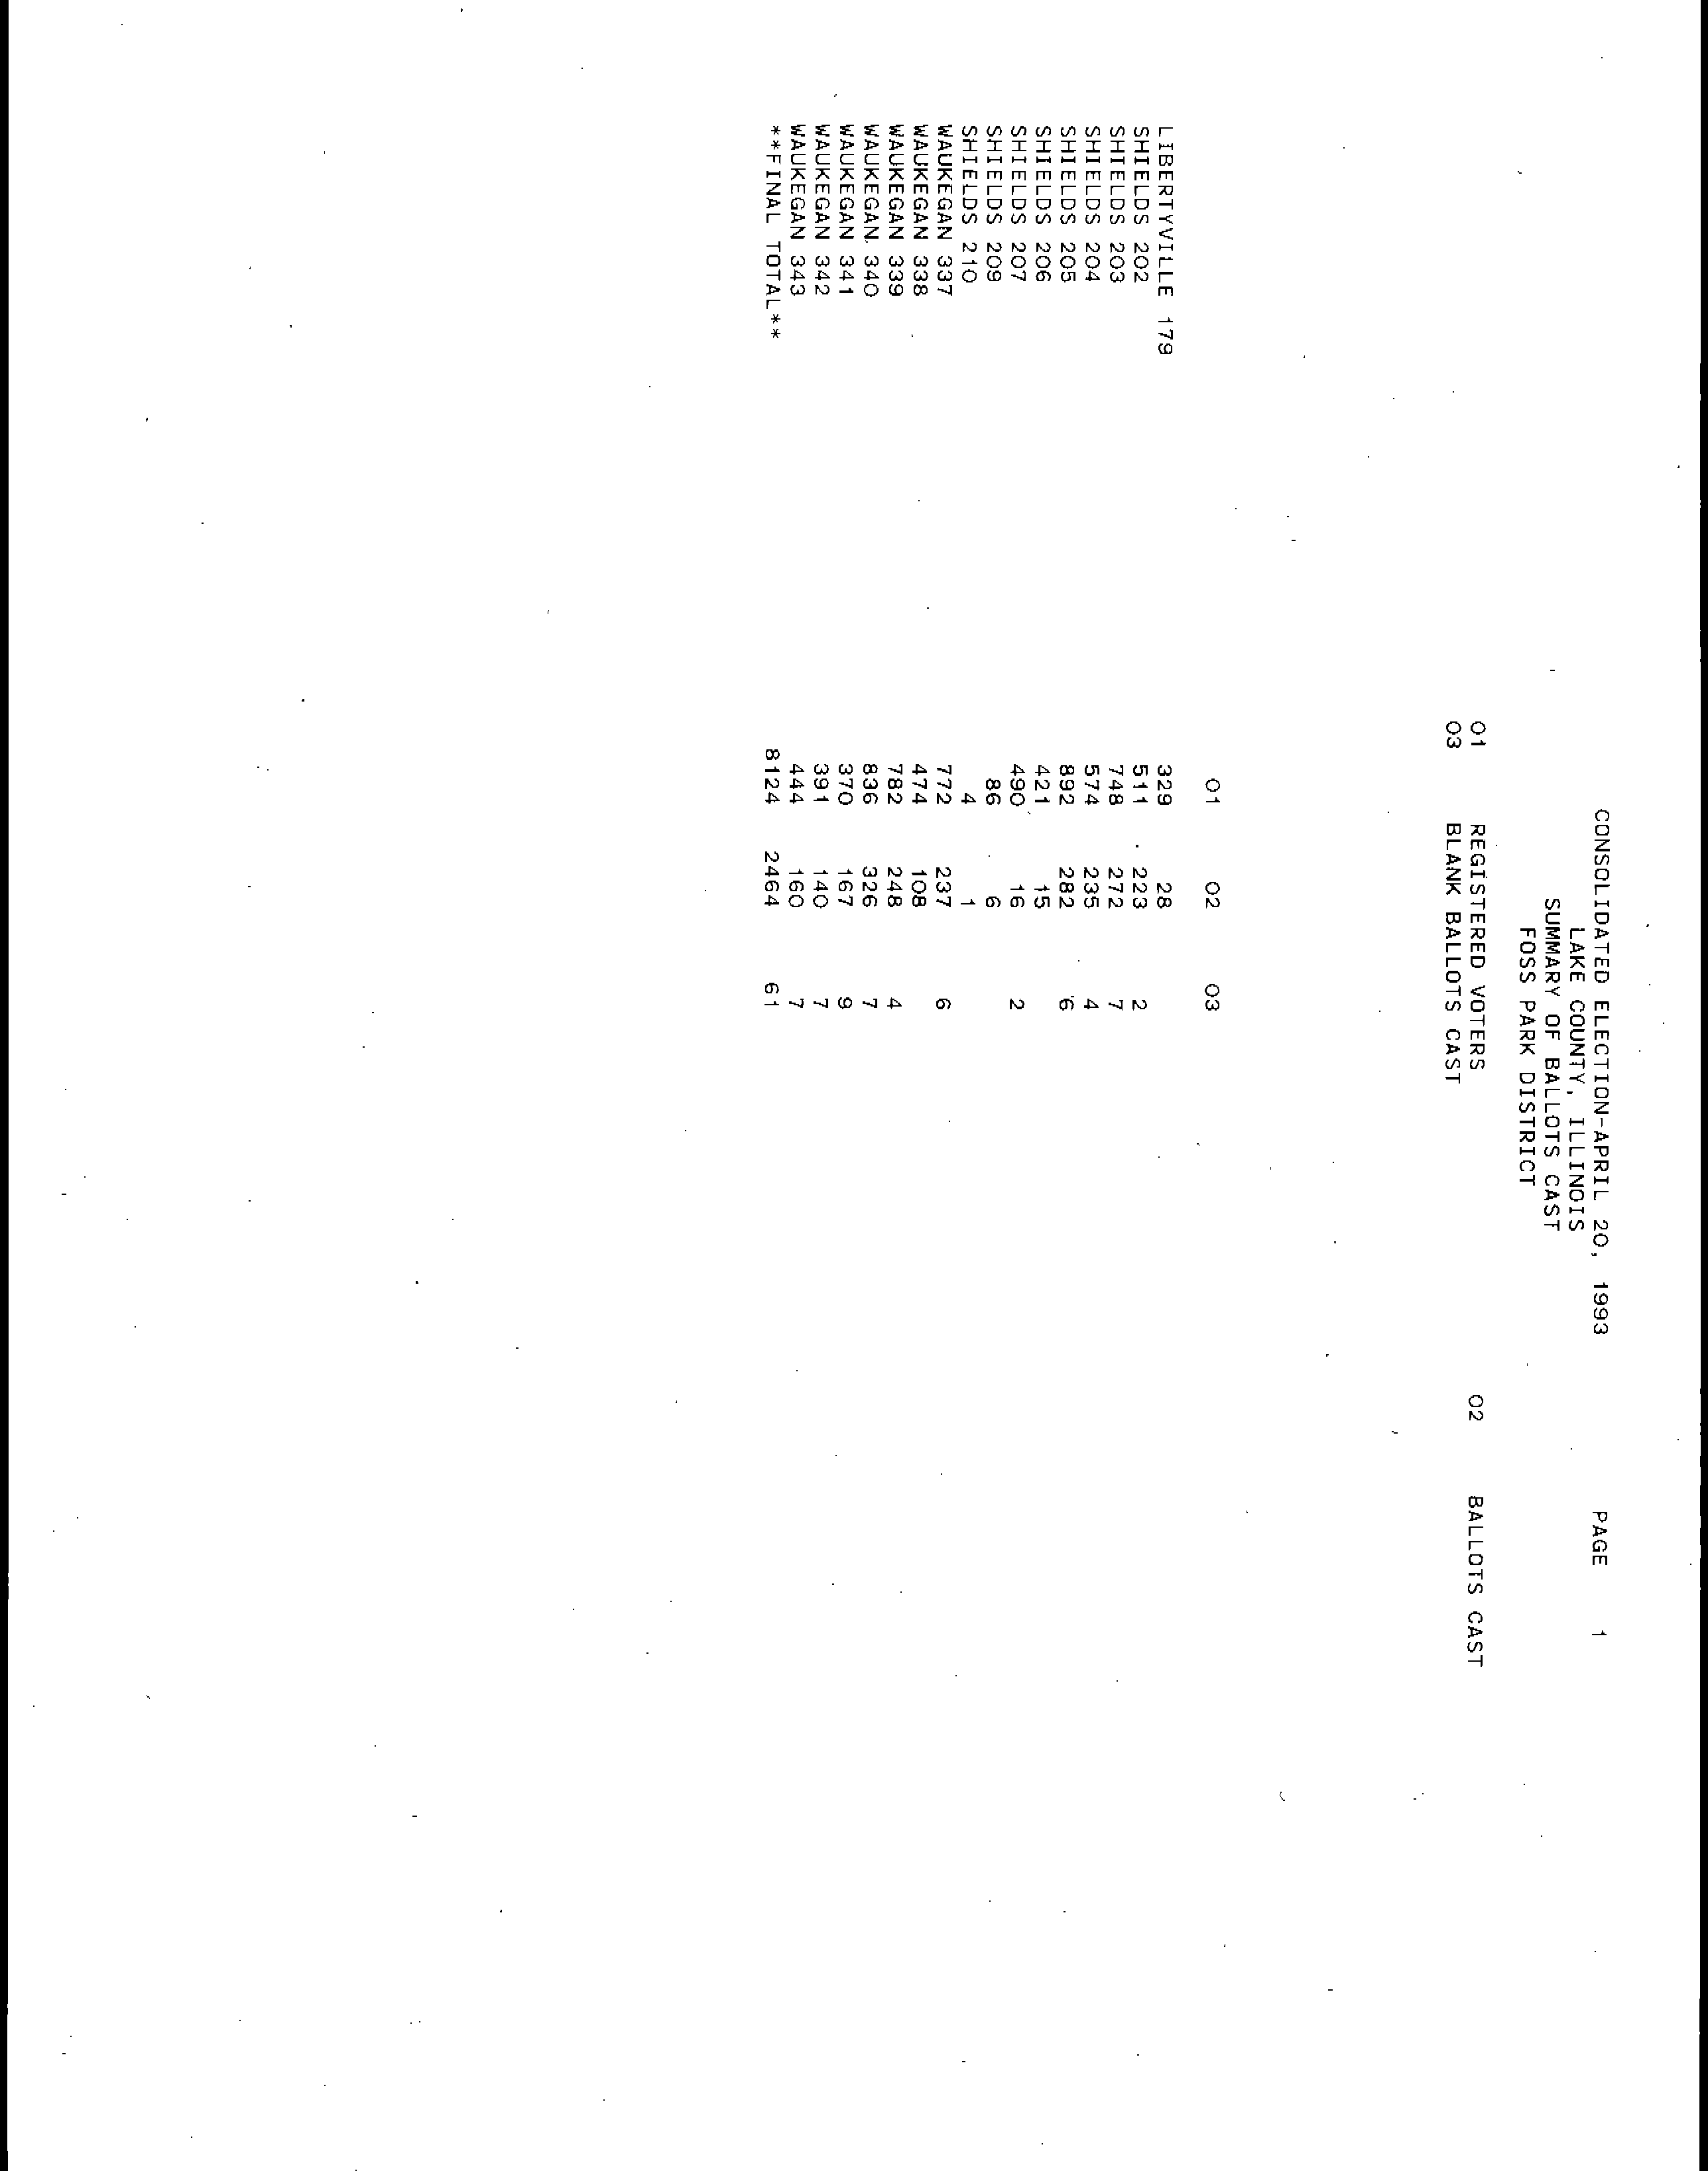 CONSOLIDATED ELECTION-APRIL 20, 1993 PAGE 1
LAKE COUNTY, ILLINOIS
SUMMARY OF BALLOTS CAST
FOSS PARK DISTRICT
01 REGISTERED VOTERS 02 BALLOTS CAST
03 BLANK BALLOTS CAST
01 02 03
LIBERTYVILLE 179 329 28
SHIELDS 202 511 223 2
SHIELDS 203 748 272 7
SHIELDS 204 574 235 4
SHIELDS 205 892 282 6
SHIELDS 206 421 15
SHIELDS 207 490 16 2
SHIELDS 209 86 6
SHIELDS 210 4 1
WAUKEGAN 337 772 237 6
WAUKEGAN 338 474 108
WAUKEGAN 339 782 248 4
WAUKEGAN 340 836 326 7
WAUKEGAN 341 370 167 9
WAUKEGAN 342 391 140 7
WAUKEGAN 343 444 160 7
**FINAL TOTAL** 8124 2464 61